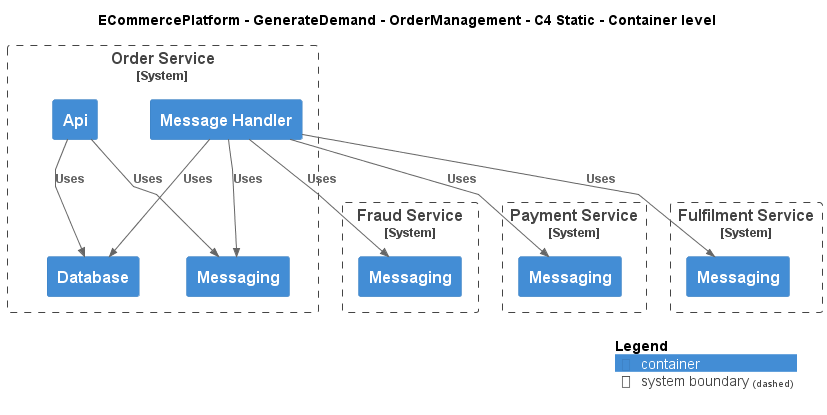 ECommercePlatform - GenerateDemand - OrderManagement - C4 Static - Container level
Order Service
[System]
Api
Message Handler
Uses
Uses
Uses
Uses
Uses
Uses
Uses
Fraud Service
[System]
Payment Service
[System]
Fulfilment Service
[System]
Database
Messaging
Messaging
Messaging
Messaging
Legend
container
system boundary (dashed)